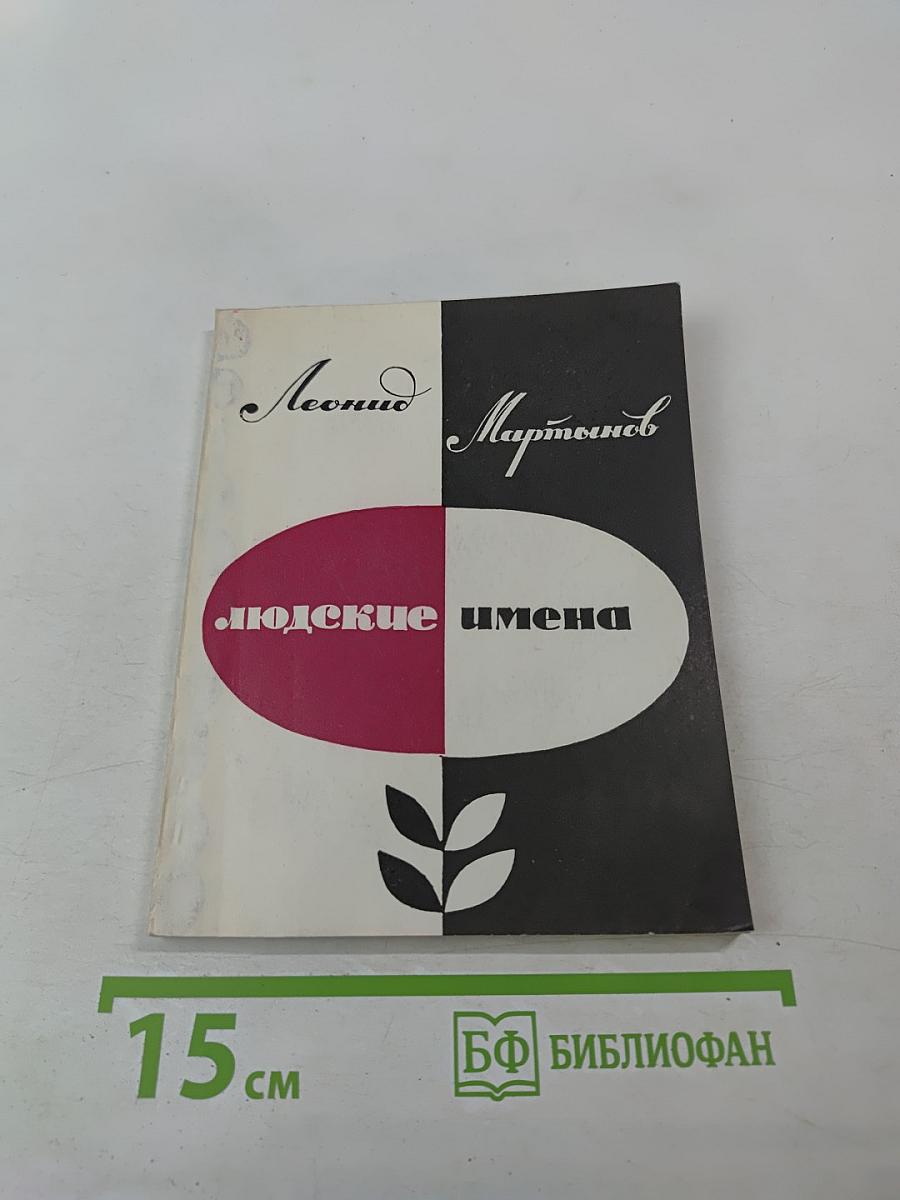 Леонид
Мартынов
людские имена
15 см
БФ БИБЛИОФАН